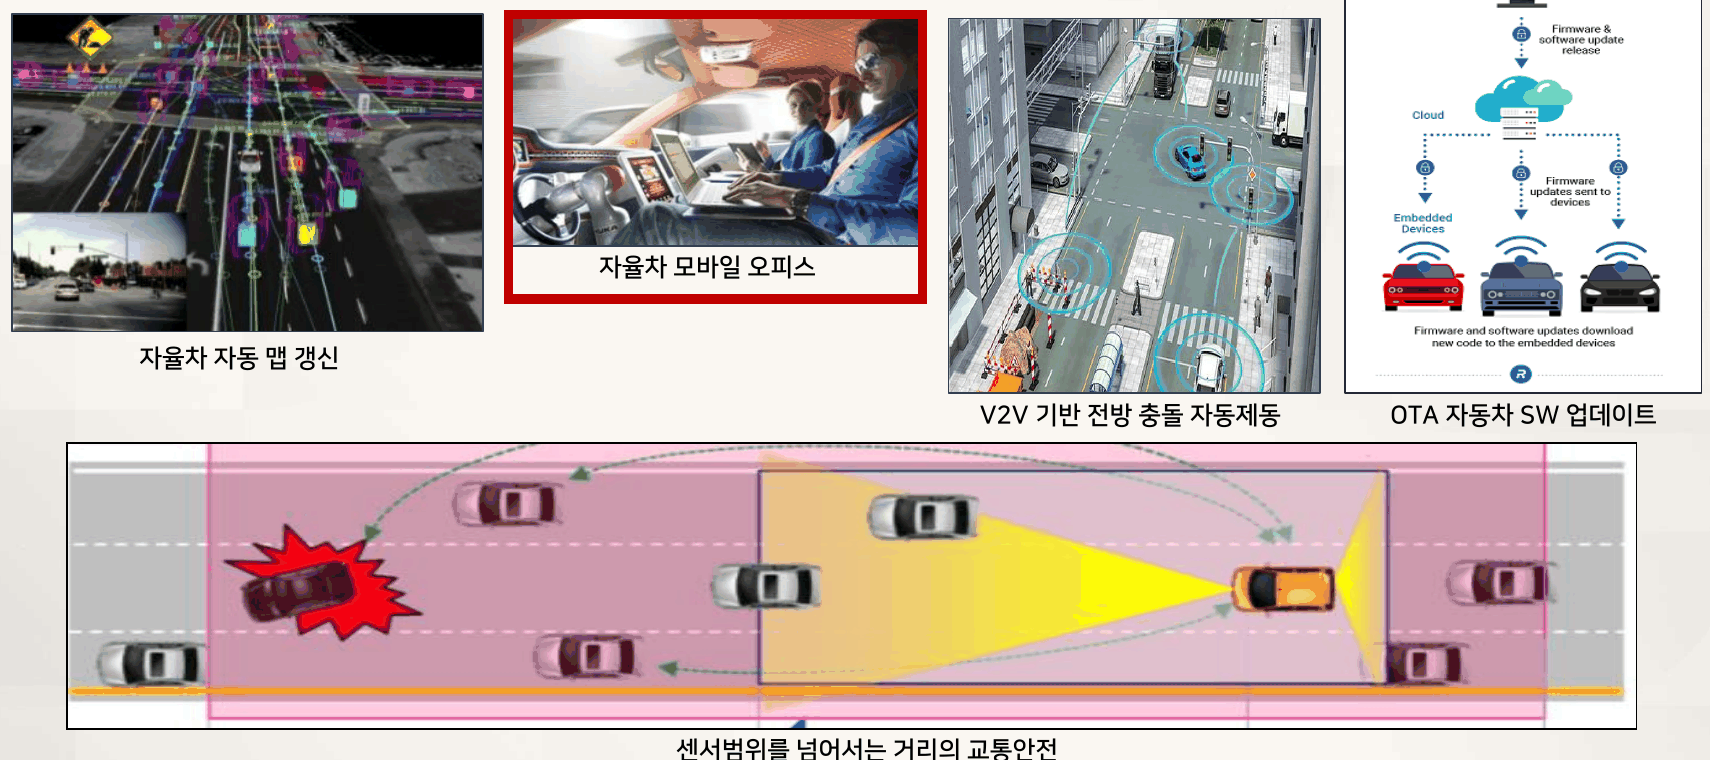 자율차 자동 맵 갱신
자율차 모바일 오피스
V2V 기반 전방 충돌 자동제동
Firmware &
software update
release
Cloud
Firmware
updates sent to
devices
Embedded
Devices
Firmware and software updates download
new code to the embedded devices
R
OTA 자동차 SW 업데이트
센서범위를 넘어서는 거리의 교통안전